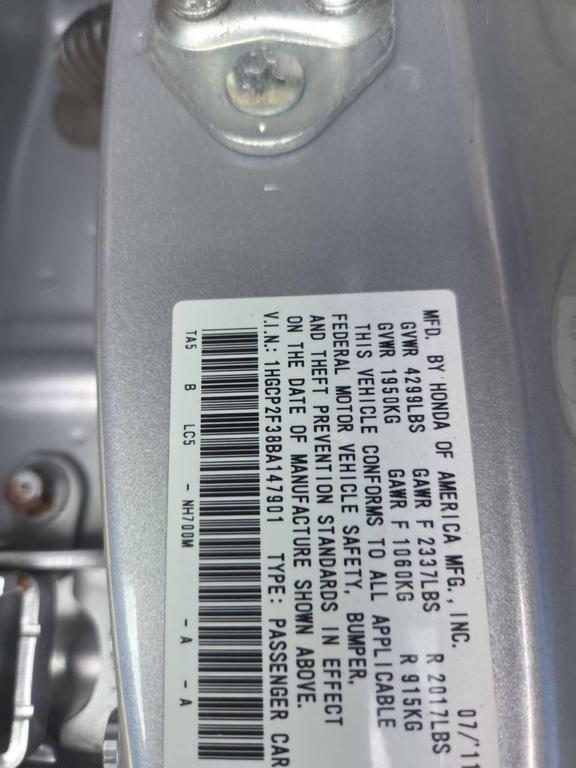 MFD. BY HONDA OF AMERICA MFG., INC. 07/'11
GVWR 4299LBS GAWR F 2337LBS R 2017LBS
GVWR 1950KG GAWR F 1060KG R 915KG
THIS VEHICLE CONFORMS TO ALL APPLICABLE
FEDERAL MOTOR VEHICLE SAFETY, BUMPER,
AND THEFT PREVENTION STANDARDS IN EFFECT
ON THE DATE OF MANUFACTURE SHOWN ABOVE.
V.I.N.: 1HGCP2F38BA147901 TYPE: PASSENGER CAR
TA5 B LC5 - NH700M - A - A